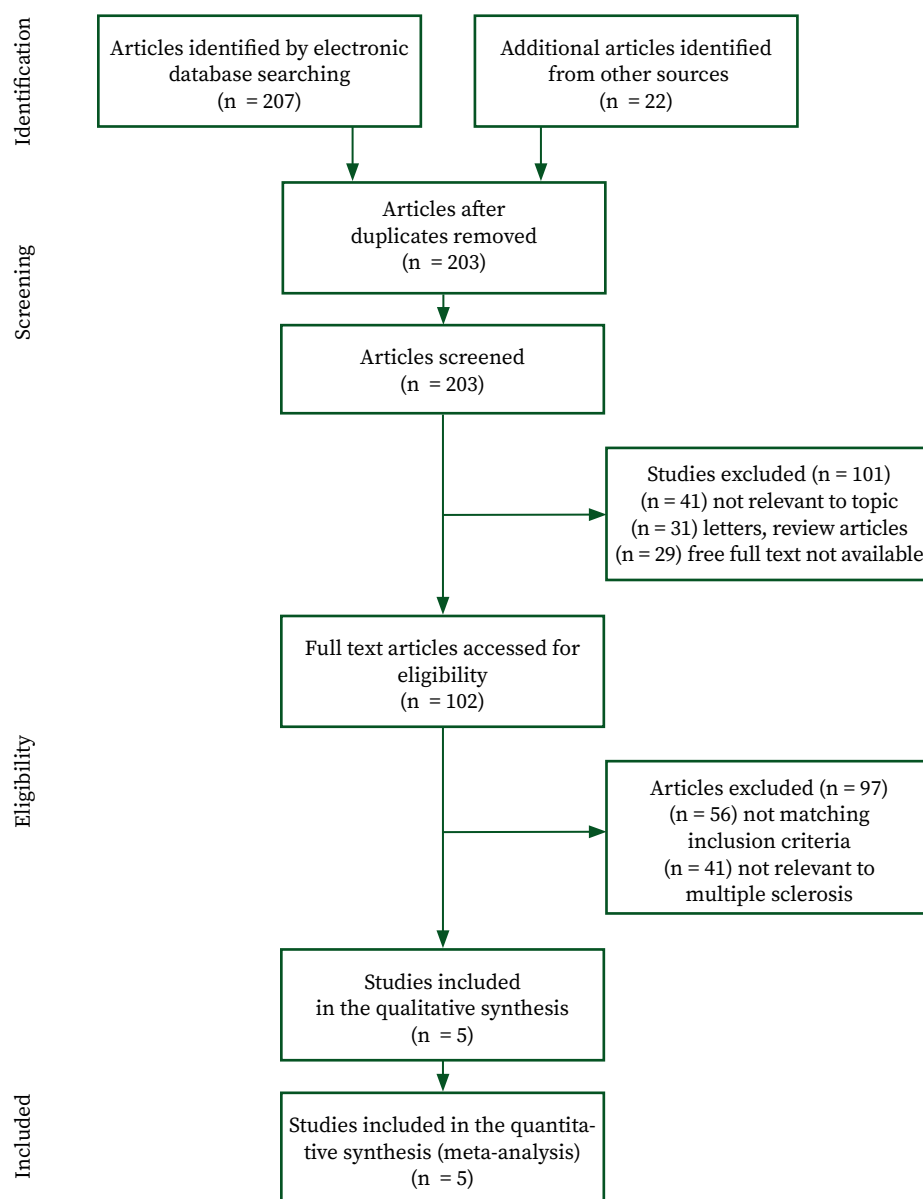 Identification
Articles identified by electronic
database searching
(n = 207)
Additional articles identified
from other sources
(n = 22)
Screening
Articles after
duplicates removed
(n = 203)
Articles screened
(n = 203)
Studies excluded (n = 101)
(n = 41) not relevant to topic
(n = 31) letters, review articles
(n = 29) free full text not available
Eligibility
Full text articles accessed for
eligibility
(n = 102)
Articles excluded (n = 97)
(n = 56) not matching
inclusion criteria
(n = 41) not relevant to
multiple sclerosis
Studies included
in the qualitative synthesis
(n = 5)
Included
Studies included in the quantita-
tive synthesis (meta-analysis)
(n = 5)